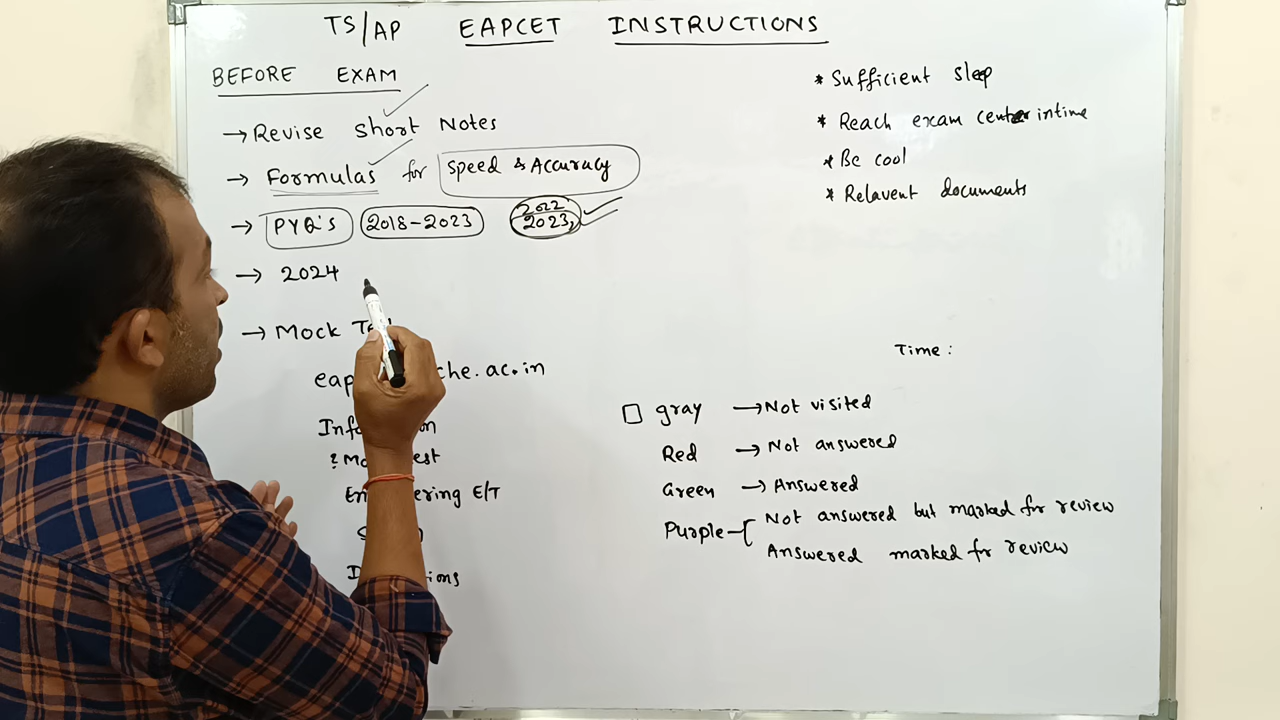 TS/AP EAPCET INSTRUCTIONS
BEFORE EXAM
→ Revise short Notes
→ Formulas for Speed & Accuracy
→ PYQ's 2018-2023 2022 2023,
→ 2024
→ Mock
eap che.ac.in
E/T
* Sufficient sleep
* Reach exam center intime
* Be cool
* Relavent documents
Time :
gray → Not visited
Red → Not answered
Green → Answered
Purple - [ Not answered but marked for review
Answered marked for review